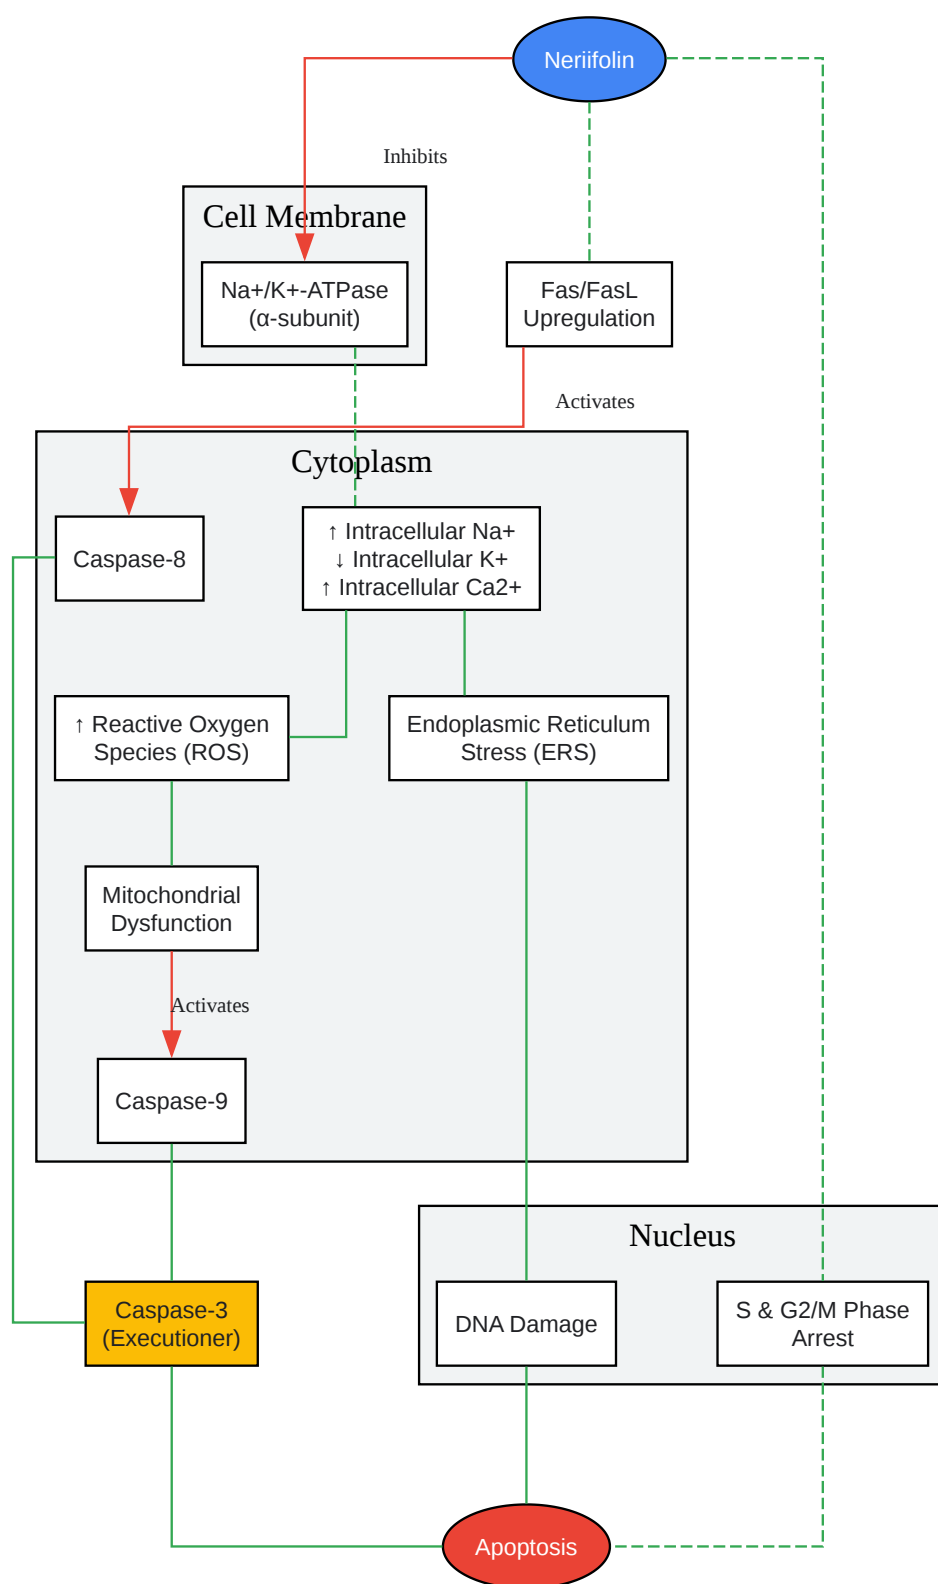 Neriifolin
Inhibits
Cell Membrane
Na+/K+-ATPase
(α-subunit)
Fas/FasL
Upregulation
Activates
Cytoplasm
Caspase-8
↑ Intracellular Na+
↓ Intracellular K+
↑ Intracellular Ca2+
↑ Reactive Oxygen
Species (ROS)
Endoplasmic Reticulum
Stress (ERS)
Mitochondrial
Dysfunction
Activates
Caspase-9
Nucleus
Caspase-3
(Executioner)
DNA Damage
S & G2/M Phase
Arrest
Apoptosis